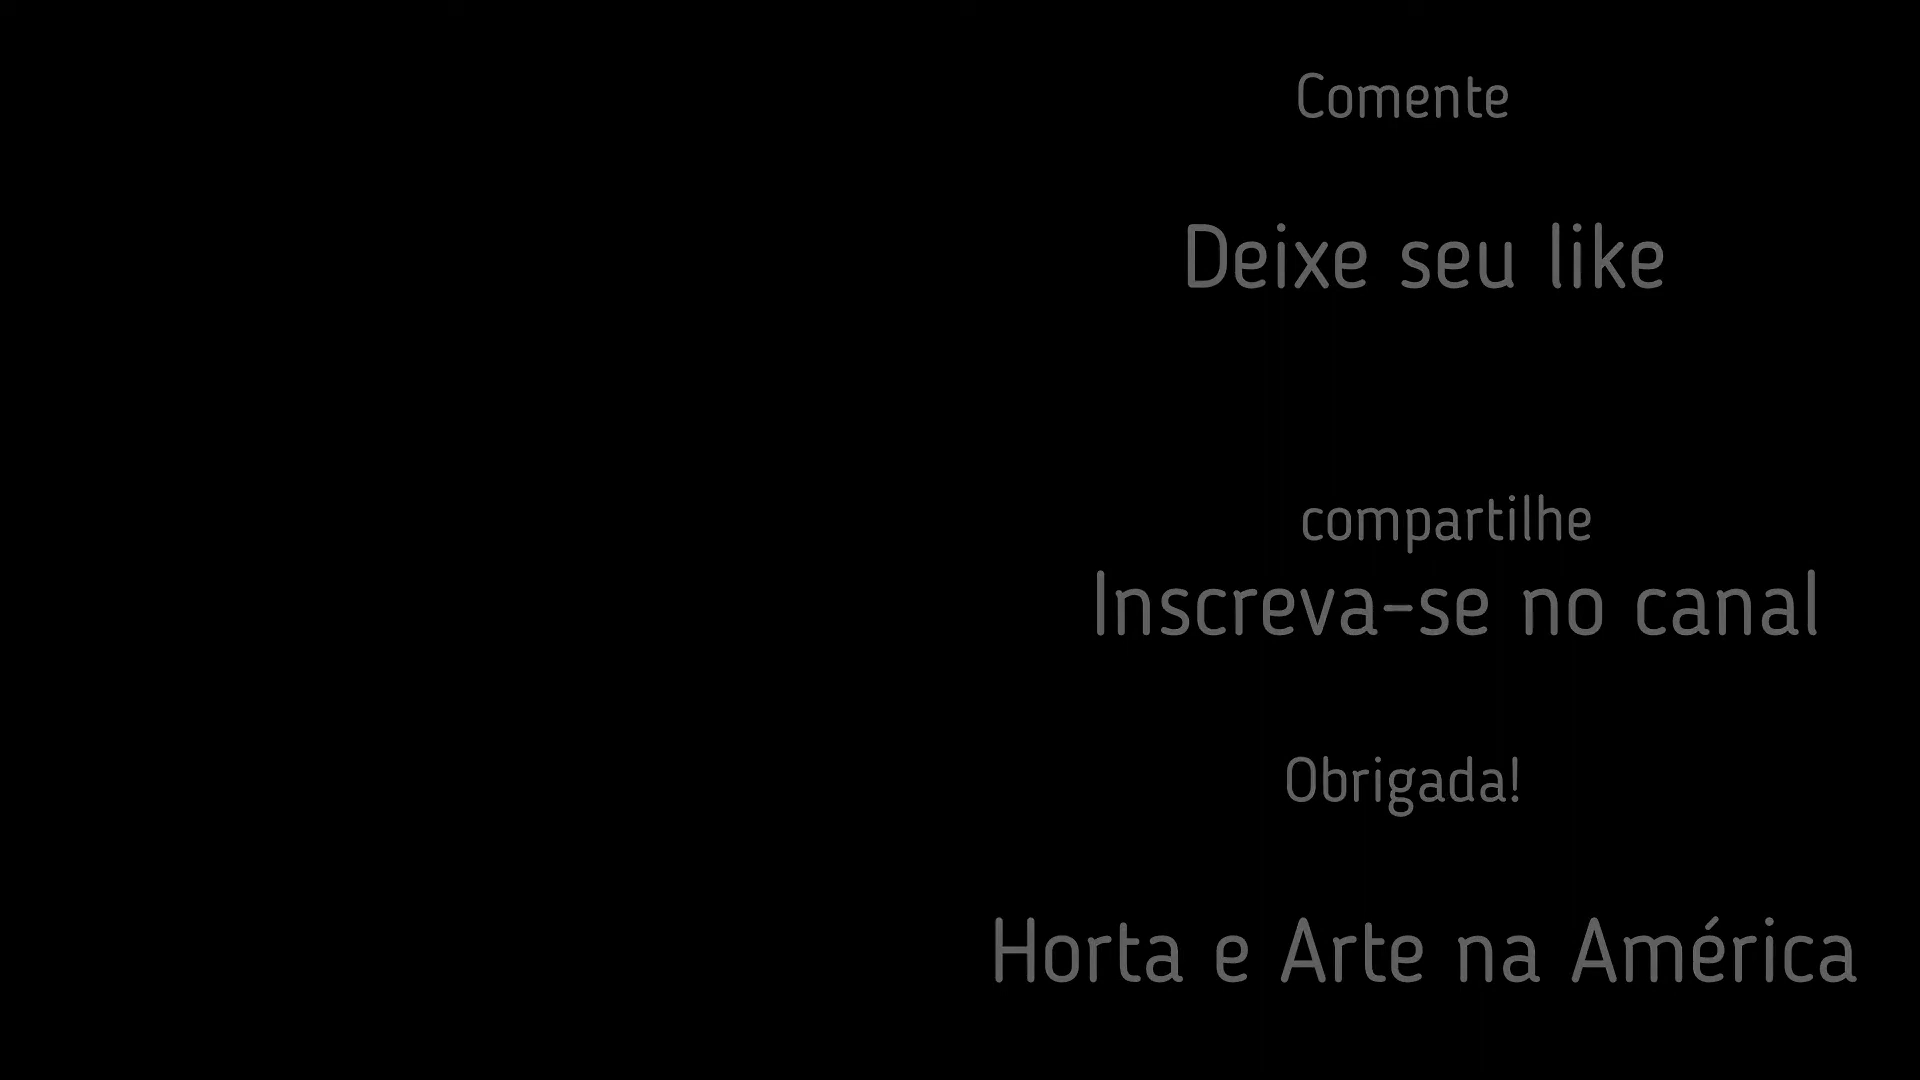 Comente
Deixe seu like
compartilhe
Inscreva-se no canal
Obrigada!
Horta e Arte na América